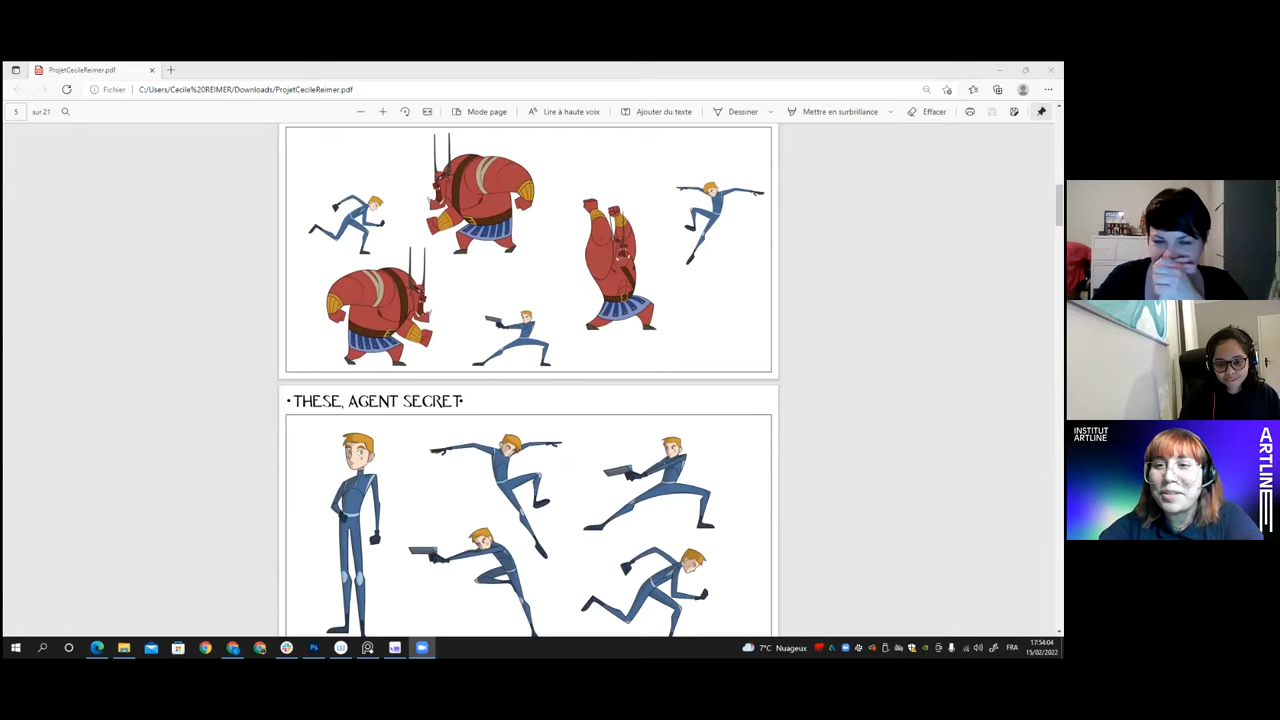 ProjetCecileReimer.pdf
Fichier C:/Users/Cecile%20REIMER/Downloads/ProjetCecileReimer.pdf
5 sur 21 Mode page Lire à haute voix Ajouter du texte Dessiner Mettre en surbrillance Effacer
•THESE, AGENT SECRET•
INSTITUT
ARTLINE
ARTLINE
7°C Nuageux FRA 17:54:04
15/02/2022